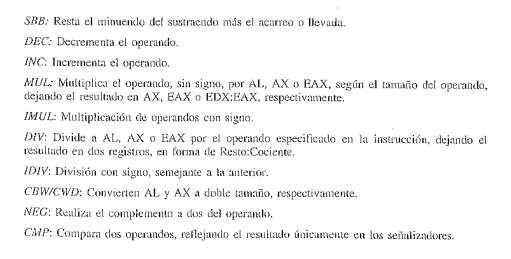 SBB: Resta el minuendo del sustraendo más el acarreo o llevada.
DEC: Decrementa el operando.
INC: Incrementa el operando.
MUL: Multiplica el operando, sin signo, por AL, AX o EAX, según el tamaño del operando,
dejando el resultado en AX, EAX o EDX:EAX, respectivamente.
IMUL: Multiplicación de operandos con signo.
DIV: Divide a AL, AX o EAX por el operando especificado en la instrucción, dejando el
resultado en dos registros, en forma de Resto:Cociente.
IDIV: División con signo, semejante a la anterior.
CBW/CWD: Convierten AL y AX a doble tamaño, respectivamente.
NEG: Realiza el complemento a dos del operando.
CMP: Compara dos operandos, reflejando el resultado únicamente en los señalizadores.